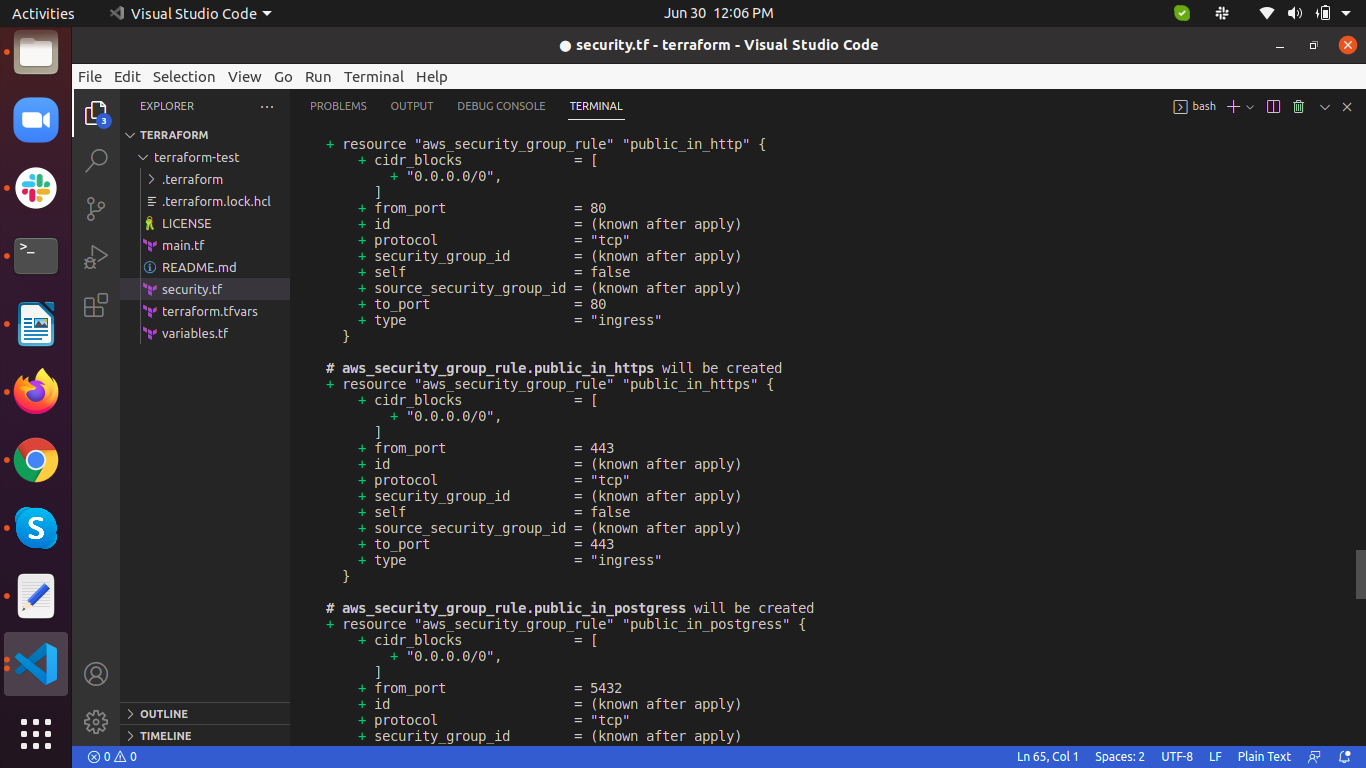 Activities
Visual Studio Code
Jun 30 12:06 PM
● security.tf - terraform - Visual Studio Code
File Edit Selection View Go Run Terminal Help
EXPLORER
3
TERRAFORM
terraform-test
.terraform
.terraform.lock.hcl
LICENSE
main.tf
README.md
security.tf
terraform.tfvars
variables.tf
OUTLINE
TIMELINE
PROBLEMS OUTPUT DEBUG CONSOLE TERMINAL
bash
+ resource "aws_security_group_rule" "public_in_http" {
+ cidr_blocks = [
+ "0.0.0.0/0",
]
+ from_port = 80
+ id = (known after apply)
+ protocol = "tcp"
+ security_group_id = (known after apply)
+ self = false
+ source_security_group_id = (known after apply)
+ to_port = 80
+ type = "ingress"
}
# aws_security_group_rule.public_in_https will be created
+ resource "aws_security_group_rule" "public_in_https" {
+ cidr_blocks = [
+ "0.0.0.0/0",
]
+ from_port = 443
+ id = (known after apply)
+ protocol = "tcp"
+ security_group_id = (known after apply)
+ self = false
+ source_security_group_id = (known after apply)
+ to_port = 443
+ type = "ingress"
}
# aws_security_group_rule.public_in_postgress will be created
+ resource "aws_security_group_rule" "public_in_postgress" {
+ cidr_blocks = [
+ "0.0.0.0/0",
]
+ from_port = 5432
+ id = (known after apply)
+ protocol = "tcp"
+ security_group_id = (known after apply)
0 0
Ln 65, Col 1 Spaces: 2 UTF-8 LF Plain Text